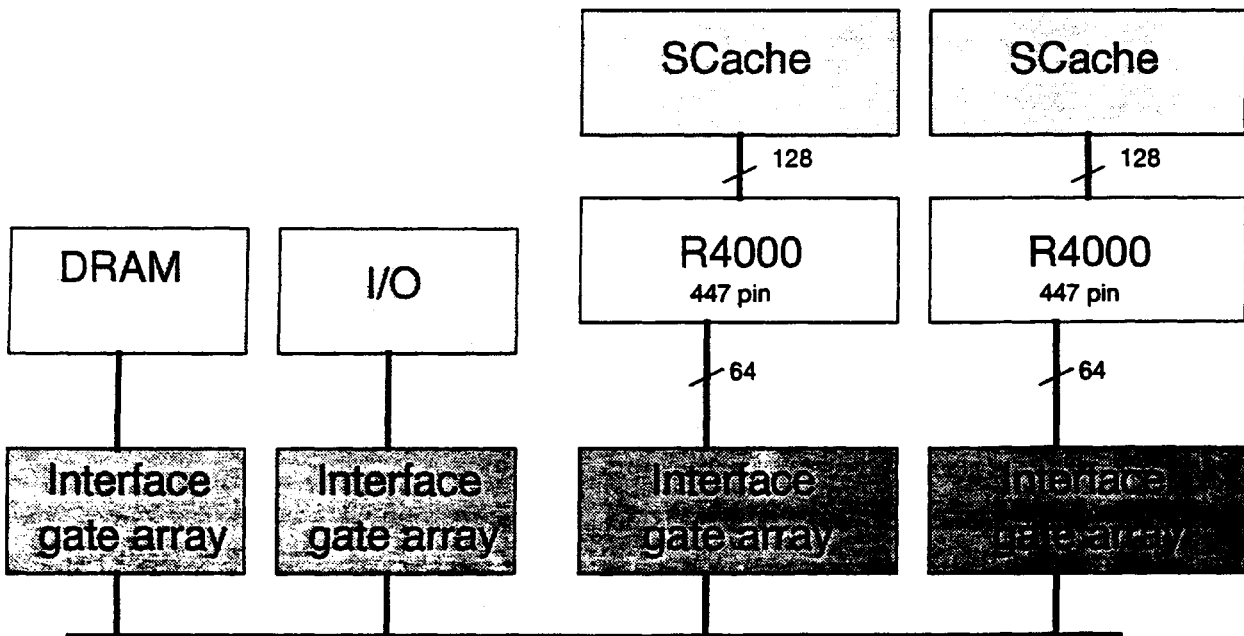 SCache
SCache
128
128
DRAM
I/O
R4000
447 pin
R4000
447 pin
64
64
Interface
gate array
Interface
gate array
Interface
gate array
Interface
gate array